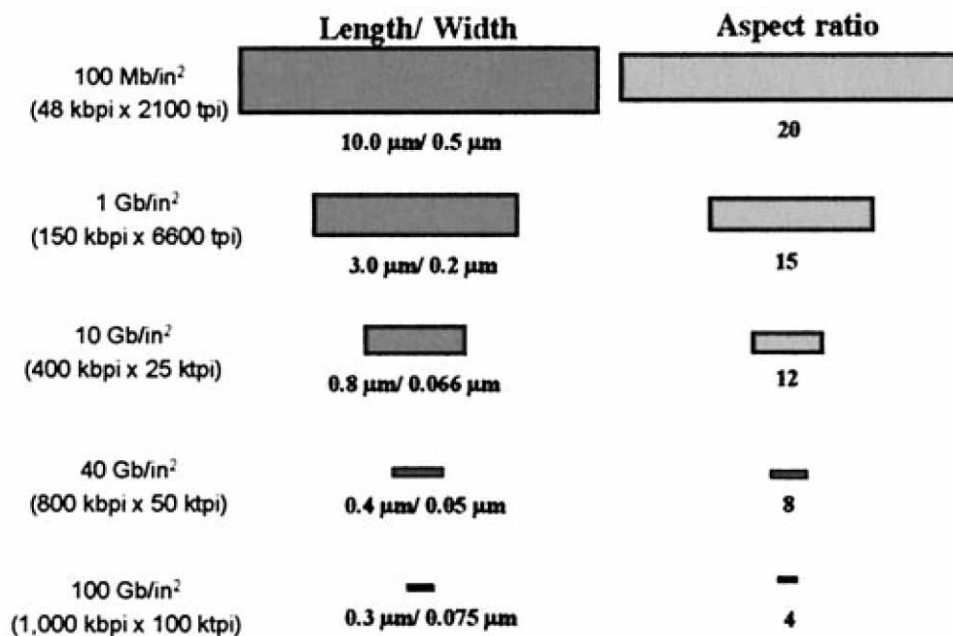 Length/ Width
Aspect ratio
100 Mb/in²
(48 kbpi x 2100 tpi)
10.0 µm/ 0.5 µm
20
1 Gb/in²
(150 kbpi x 6600 tpi)
3.0 µm/ 0.2 µm
15
10 Gb/in²
(400 kbpi x 25 ktpi)
0.8 µm/ 0.066 µm
12
40 Gb/in²
(800 kbpi x 50 ktpi)
0.4 µm/ 0.05 µm
8
100 Gb/in²
(1,000 kbpi x 100 ktpi)
0.3 µm/ 0.075 µm
4